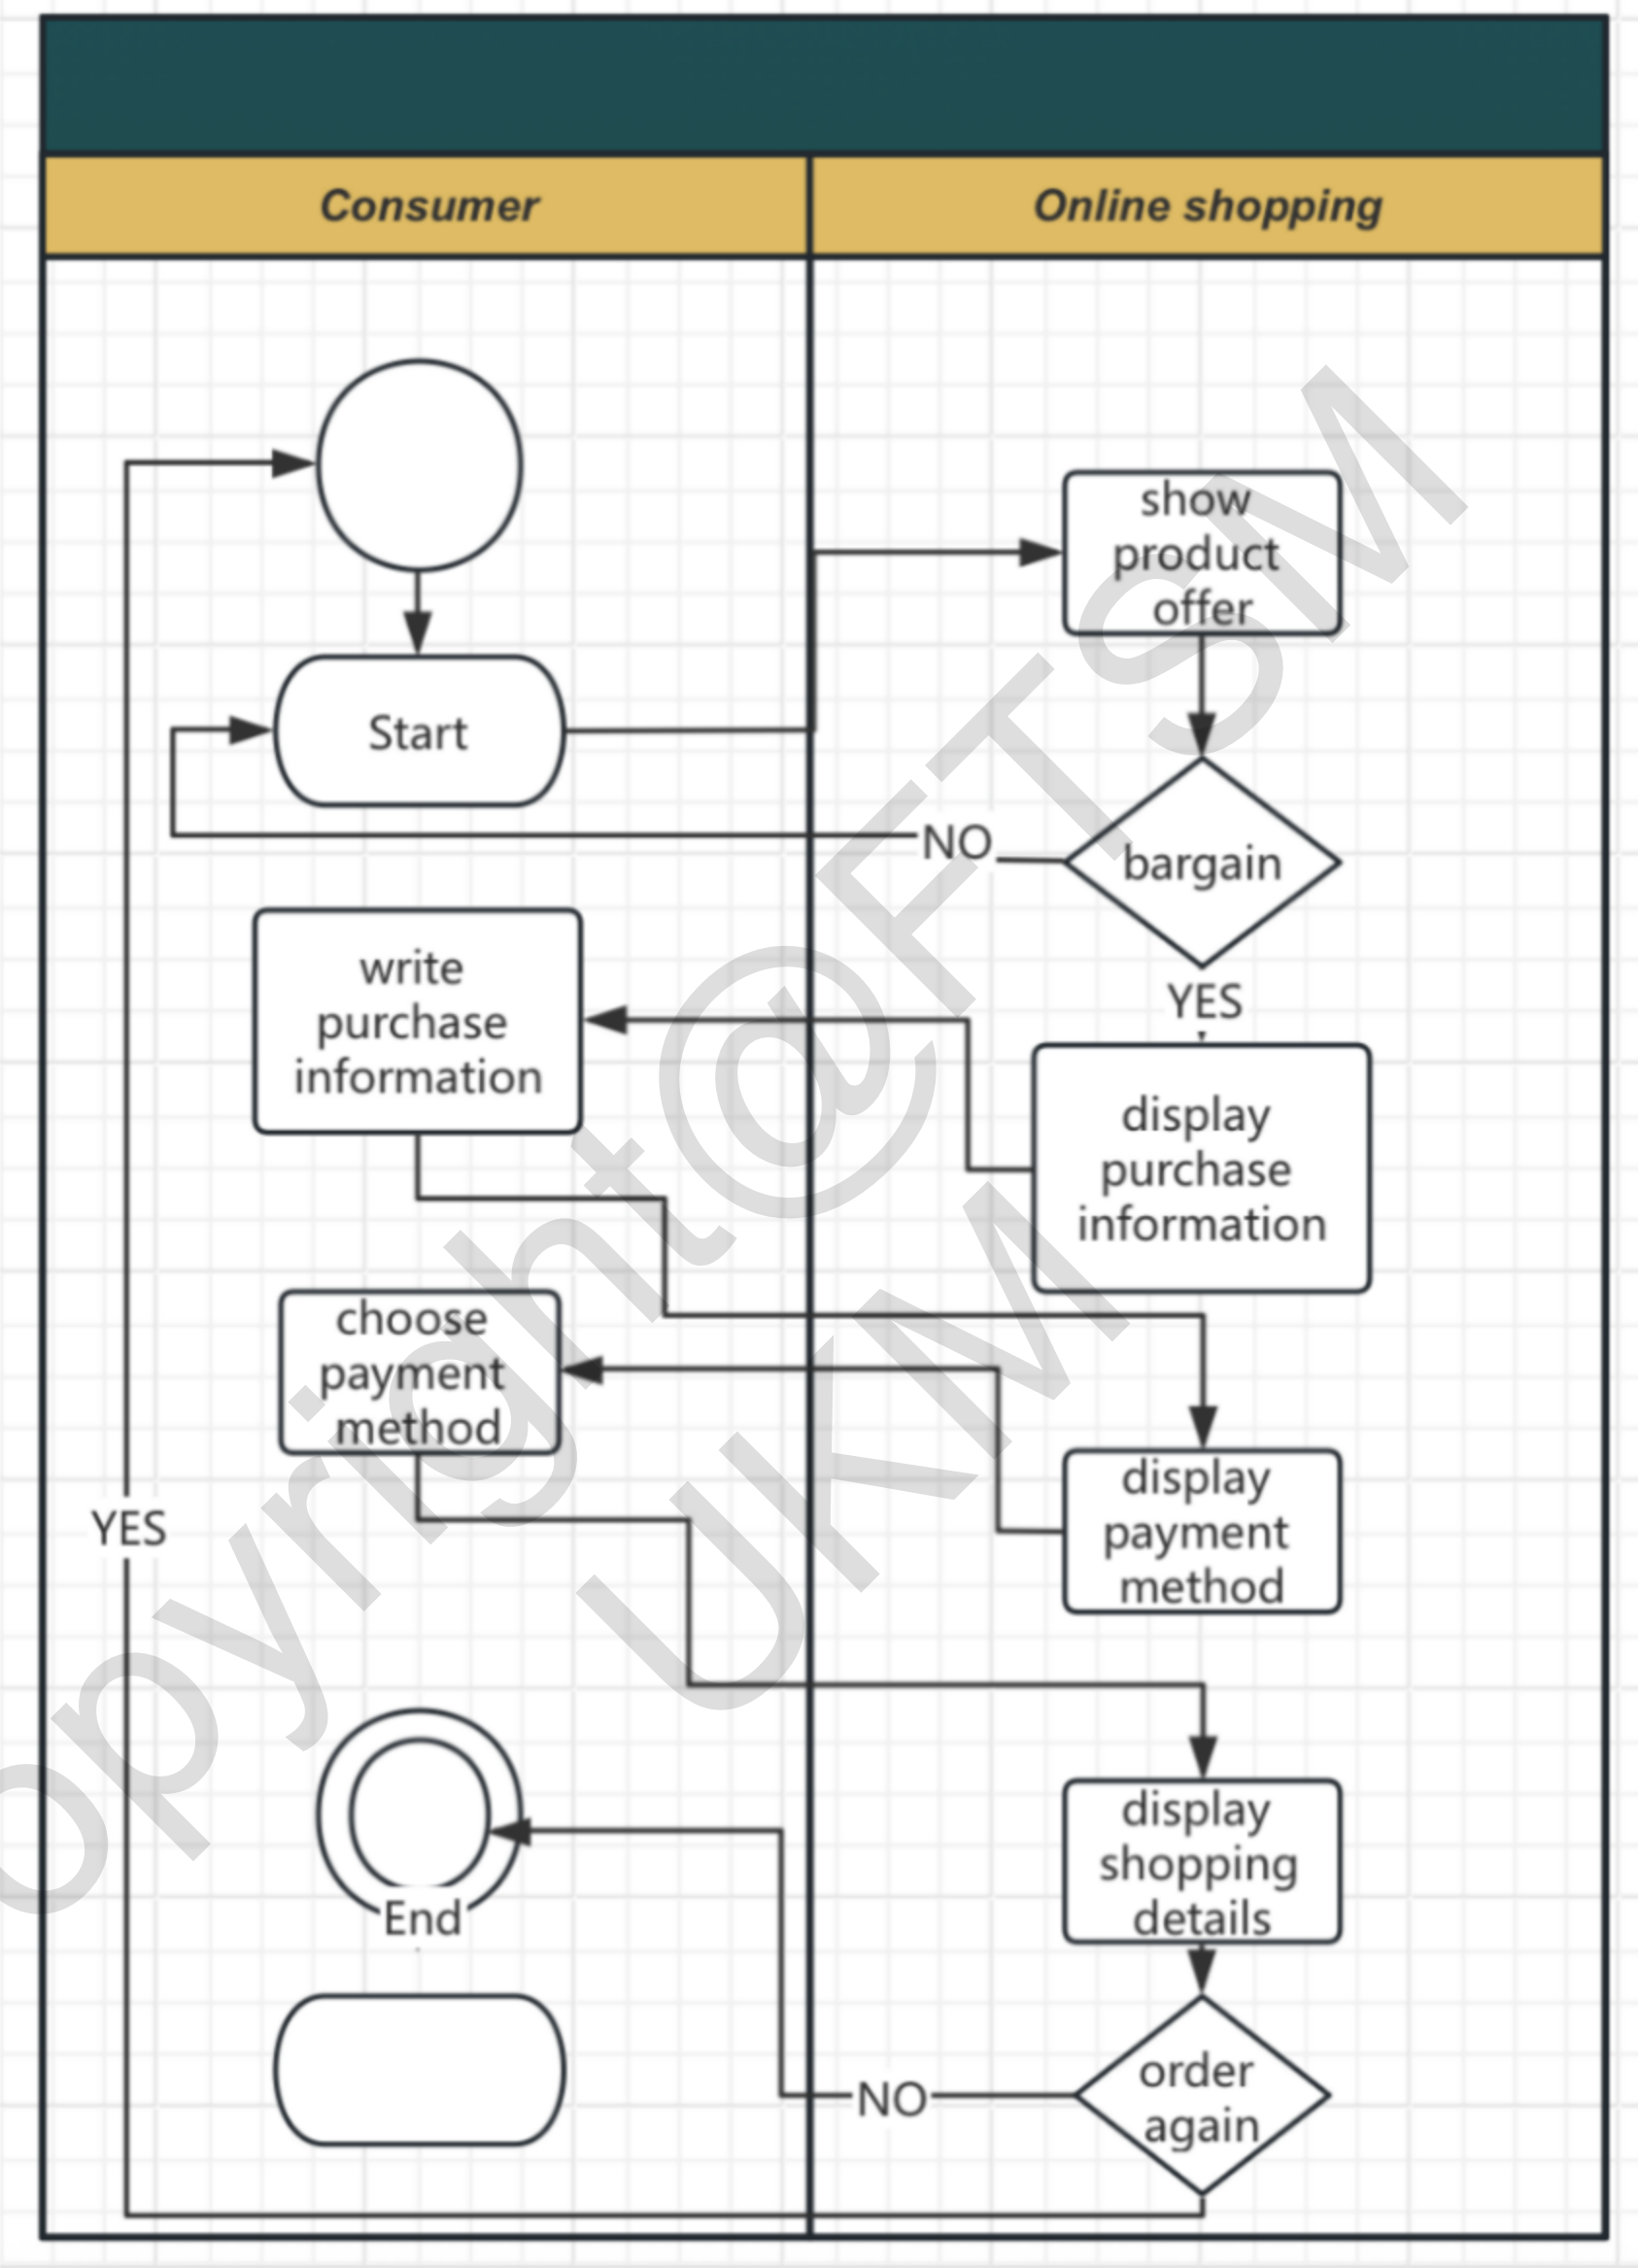 Consumer
Online shopping
show
product
offer
Start
NO
bargain
write
purchase
information
YES
display
purchase
information
choose
payment
method
display
payment
method
YES
display
shopping
details
End
order
again
NO
opyright@FTSM
UKM